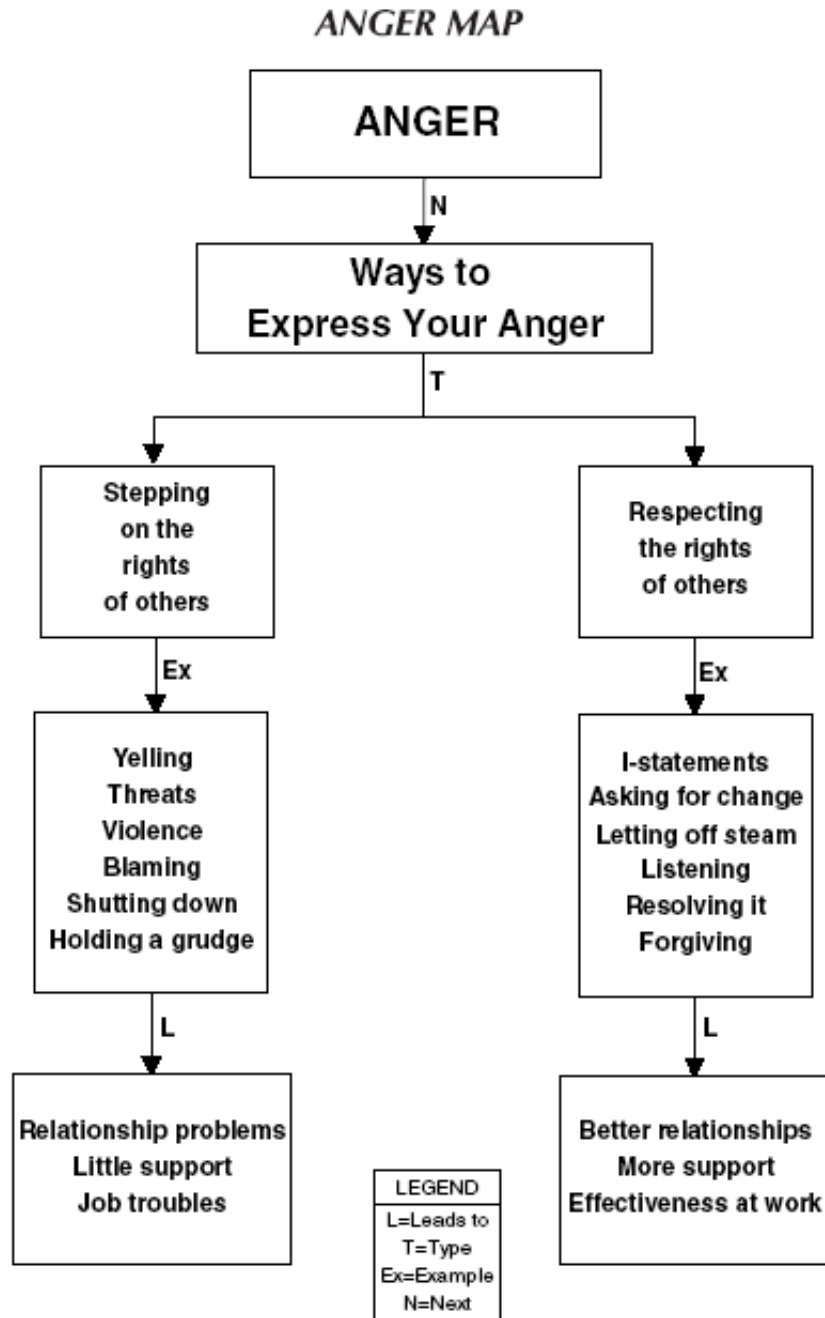 ANGER MAP
ANGER
N
Ways to
Express Your Anger
T
Stepping
on the
rights
of others
Ex
Yelling
Threats
Violence
Blaming
Shutting down
Holding a grudge
L
Relationship problems
Little support
Job troubles
Respecting
the rights
of others
Ex
I-statements
Asking for change
Letting off steam
Listening
Resolving it
Forgiving
L
Better relationships
More support
Effectiveness at work
LEGEND
L=Leads to
T=Type
Ex=Example
N=Next